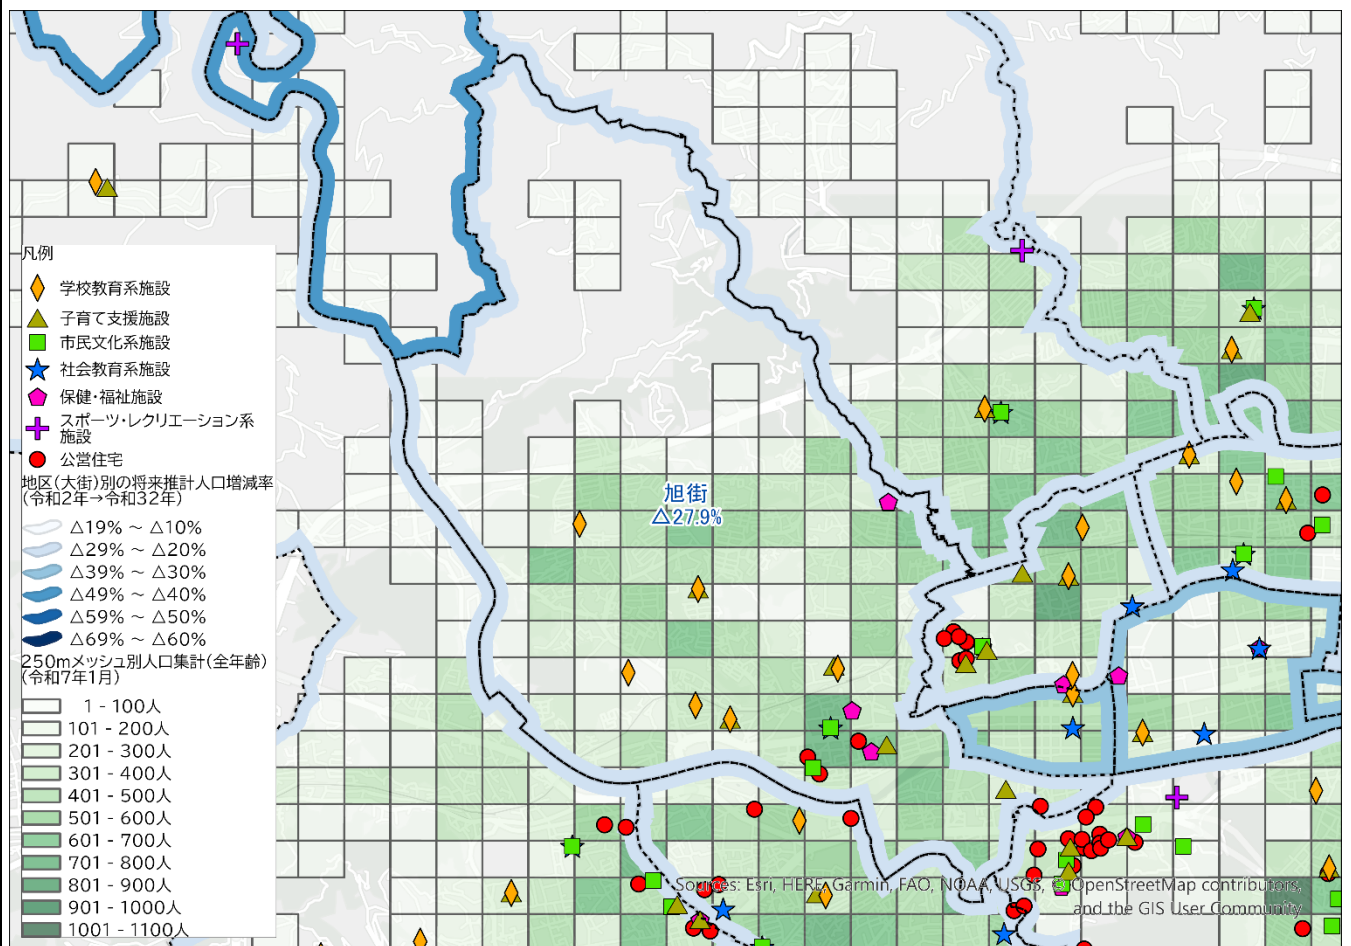 凡例
学校教育系施設
子育て支援施設
市民文化系施設
社会教育系施設
保健・福祉施設
スポーツ・レクリエーション系
施設
公営住宅
地区(大街)別の将来推計人口増減率
(令和2年→令和32年)
△19% ~ △10%
△29% ~ △20%
△39% ~ △30%
△49% ~ △40%
△59% ~ △50%
△69% ~ △60%
250mメッシュ別人口集計(全年齢)
(令和7年1月)
1 - 100人
101 - 200人
201 - 300人
301 - 400人
401 - 500人
501 - 600人
601 - 700人
701 - 800人
801 - 900人
901 - 1000人
1001 - 1100人
旭街
△27.9%
Sources: Esri, HERE, Garmin, FAO, NOAA, USGS, © OpenStreetMap contributors,
and the GIS User Community